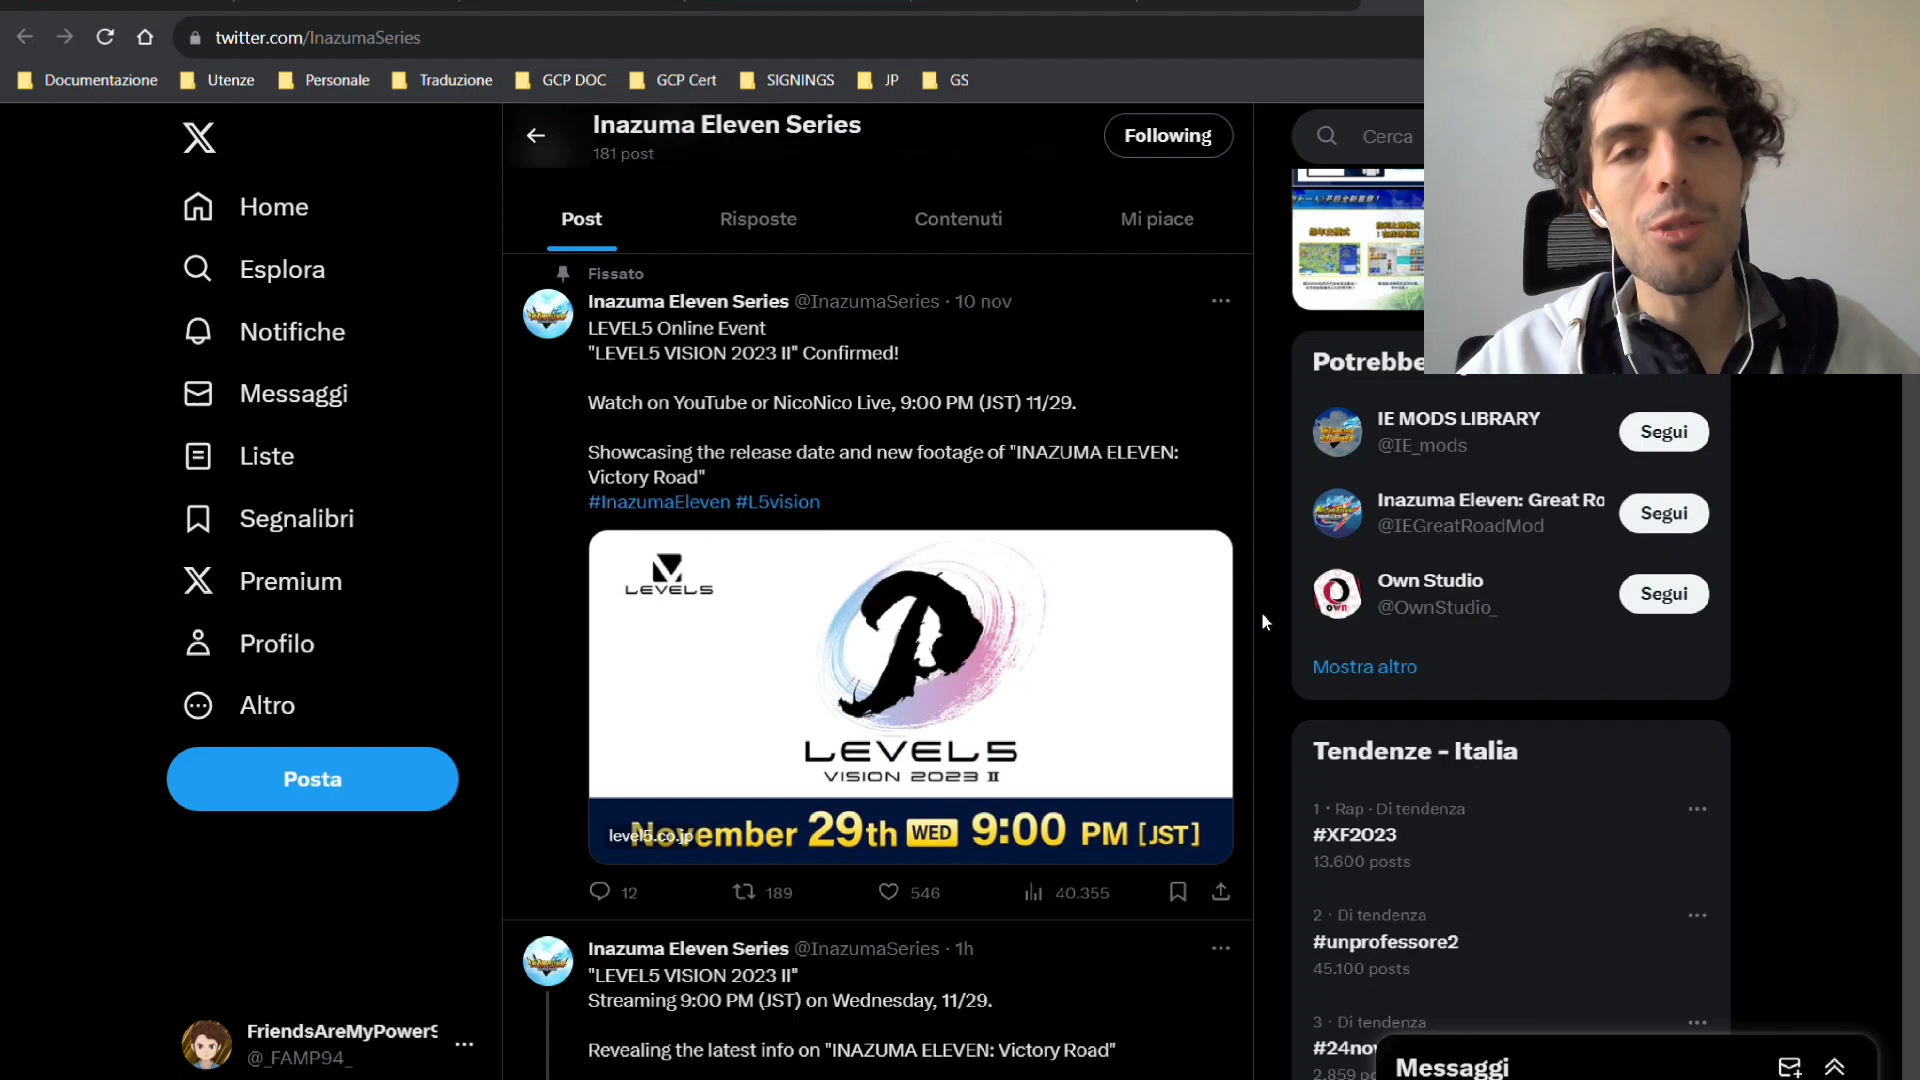 twitter.com/InazumaSeries
Documentazione
Utenze
Personale
Traduzione
GCP DOC
GCP Cert
SIGNINGS
JP
GS
Home
Esplora
Notifiche
Messaggi
Liste
Segnalibri
Premium
Profilo
Altro
Posta
FriendsAreMyPower9
@_FAMP94_
Inazuma Eleven Series
181 post
Following
Post
Risposte
Contenuti
Mi piace
Fissato
Inazuma Eleven Series @InazumaSeries · 10 nov
LEVEL5 Online Event
"LEVEL5 VISION 2023 II" Confirmed!
Watch on YouTube or NicoNico Live, 9:00 PM (JST) 11/29.
Showcasing the release date and new footage of "INAZUMA ELEVEN:
Victory Road"
#InazumaEleven #L5vision
LEVEL5
LEVEL5
VISION 2023 II
November 29th WED 9:00 PM [JST]
level5.co.jp
12
189
546
40.355
Inazuma Eleven Series @InazumaSeries · 1h
"LEVEL5 VISION 2023 II"
Streaming 9:00 PM (JST) on Wednesday, 11/29.
Revealing the latest info on "INAZUMA ELEVEN: Victory Road"
Cerca
Potrebbe
IE MODS LIBRARY
@IE_mods
Segui
Inazuma Eleven: Great Ro
@IEGreatRoadMod
Segui
OWN
Own Studio
@OwnStudio_
Segui
Mostra altro
Tendenze - Italia
1 · Rap · Di tendenza
#XF2023
13.600 posts
2 · Di tendenza
#unprofessore2
45.100 posts
3 · Di tendenza
#24nov
2.859 po
Messaggi